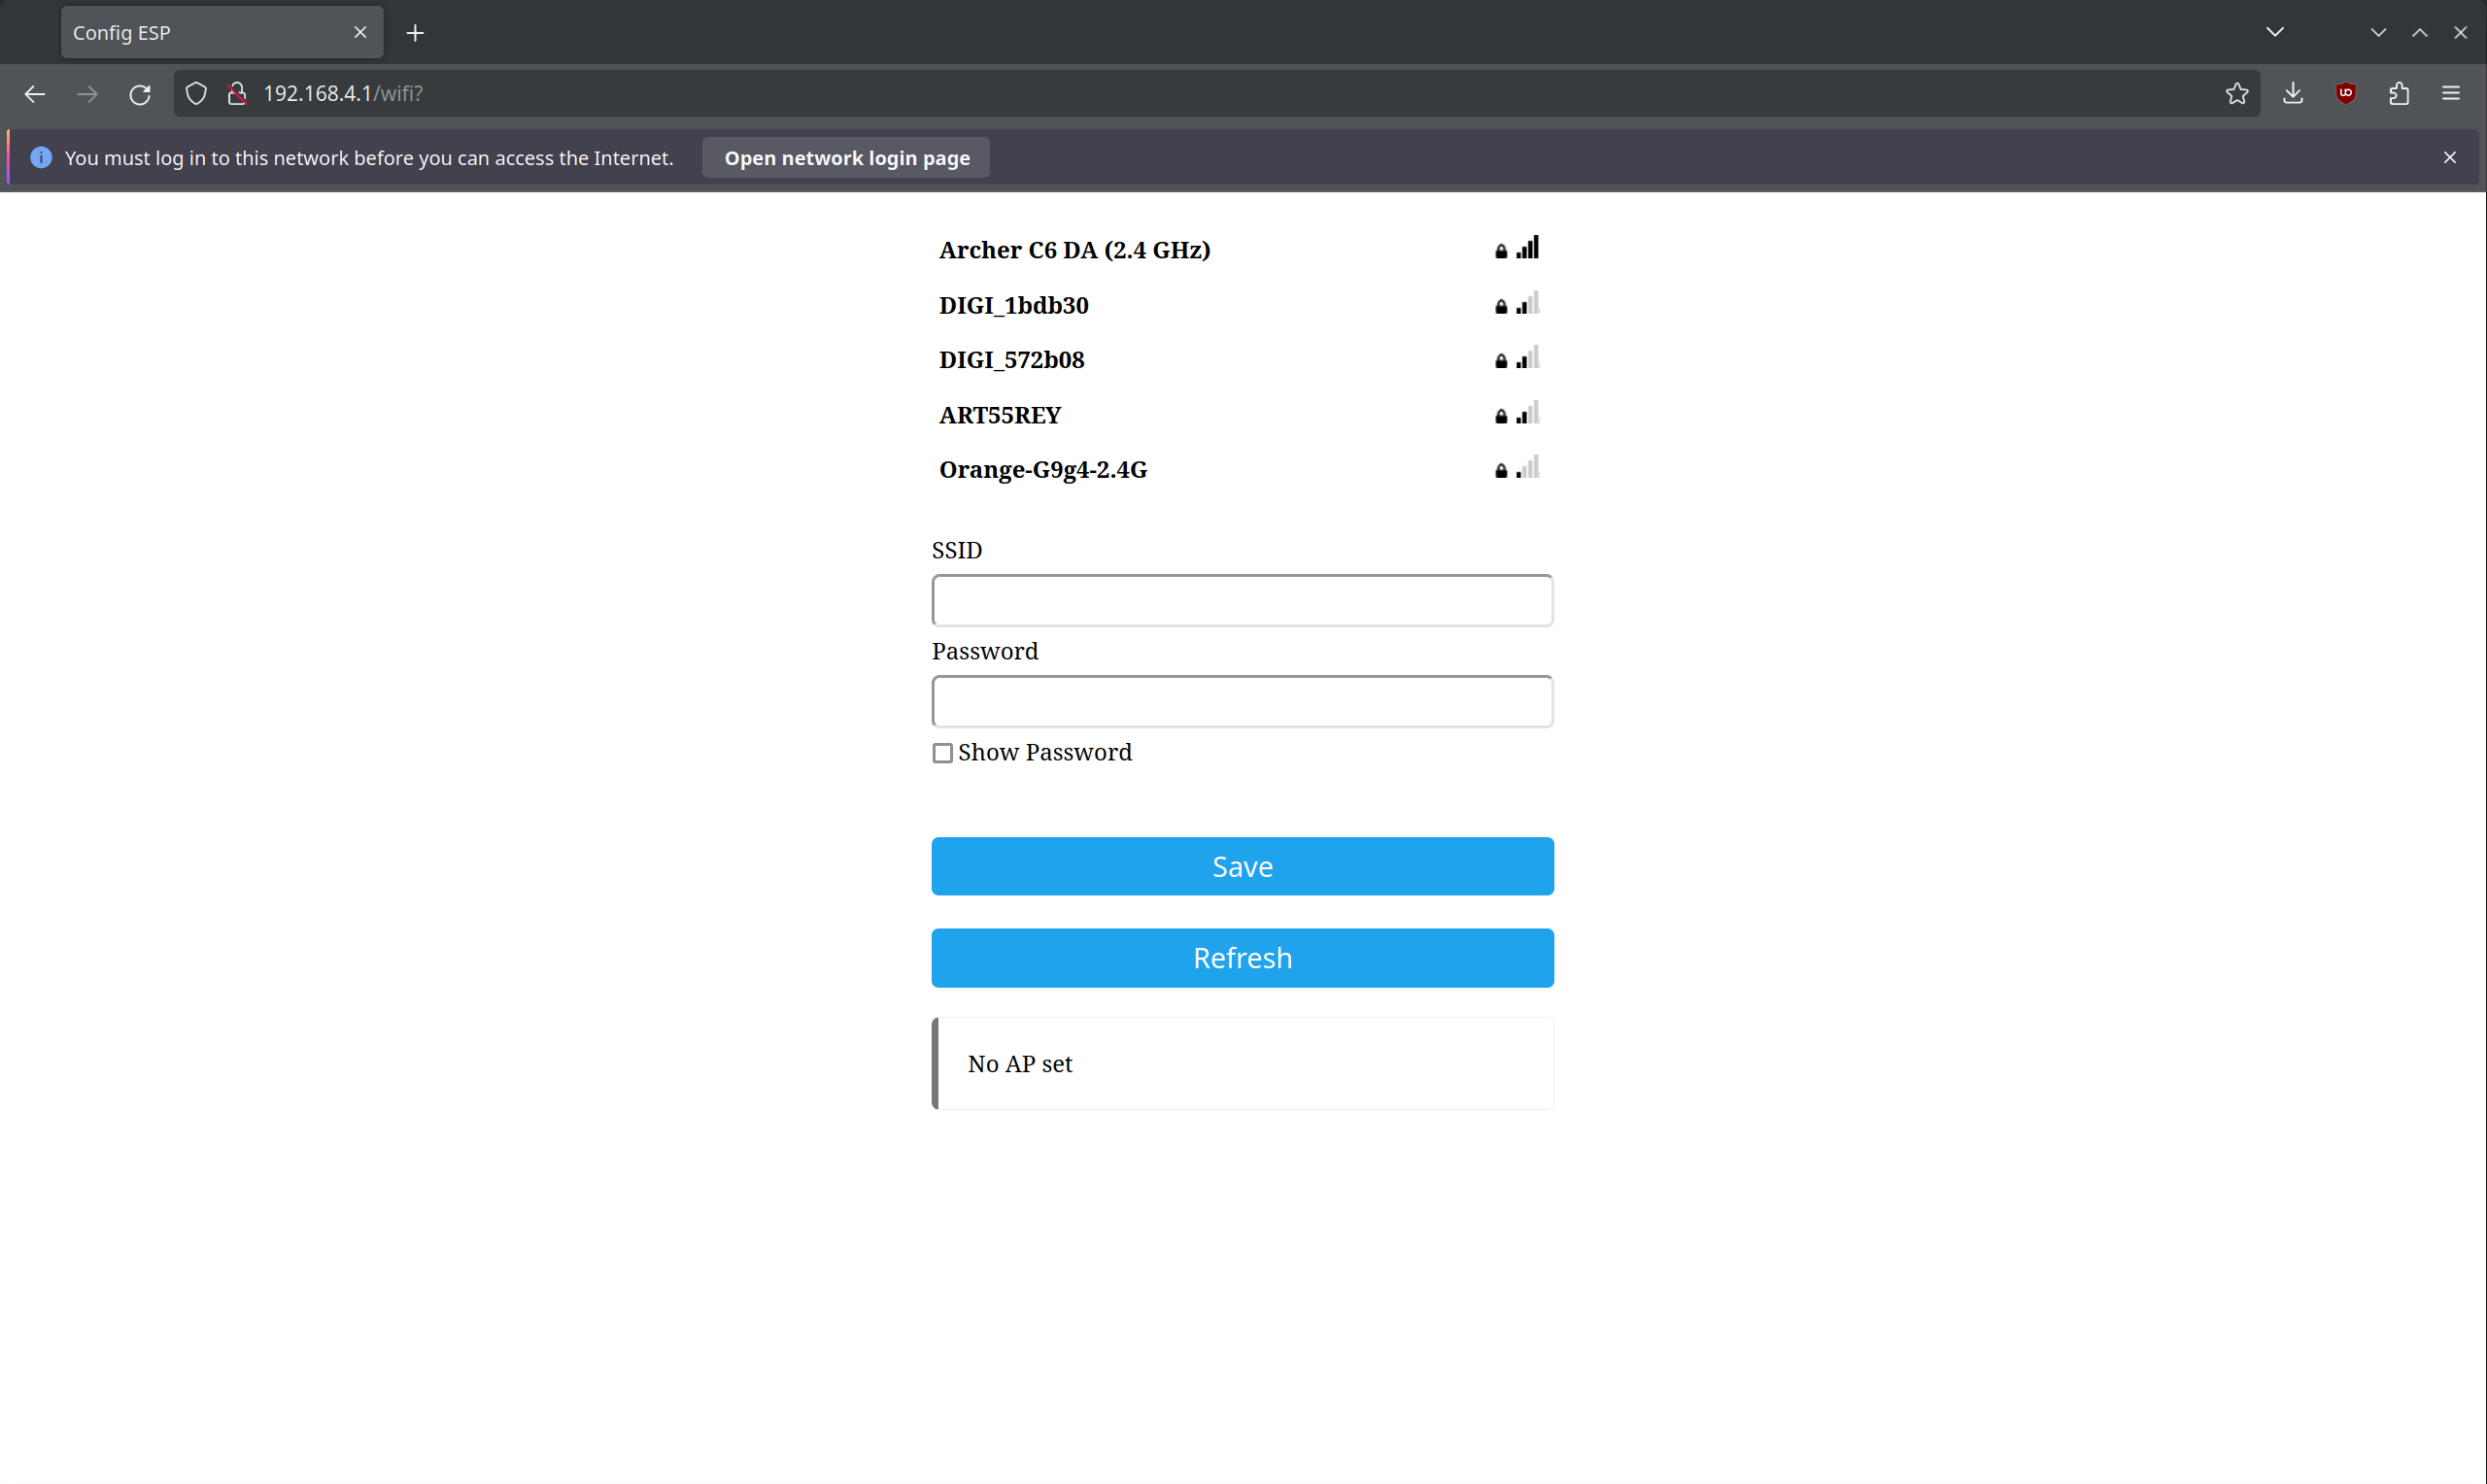 Config ESP
192.168.4.1/wifi?
You must log in to this network before you can access the Internet. Open network login page
Archer C6 DA (2.4 GHz)
DIGI_1bdb30
DIGI_572b08
ART55REY
Orange-G9g4-2.4G
SSID
Password
Show Password
Save
Refresh
No AP set